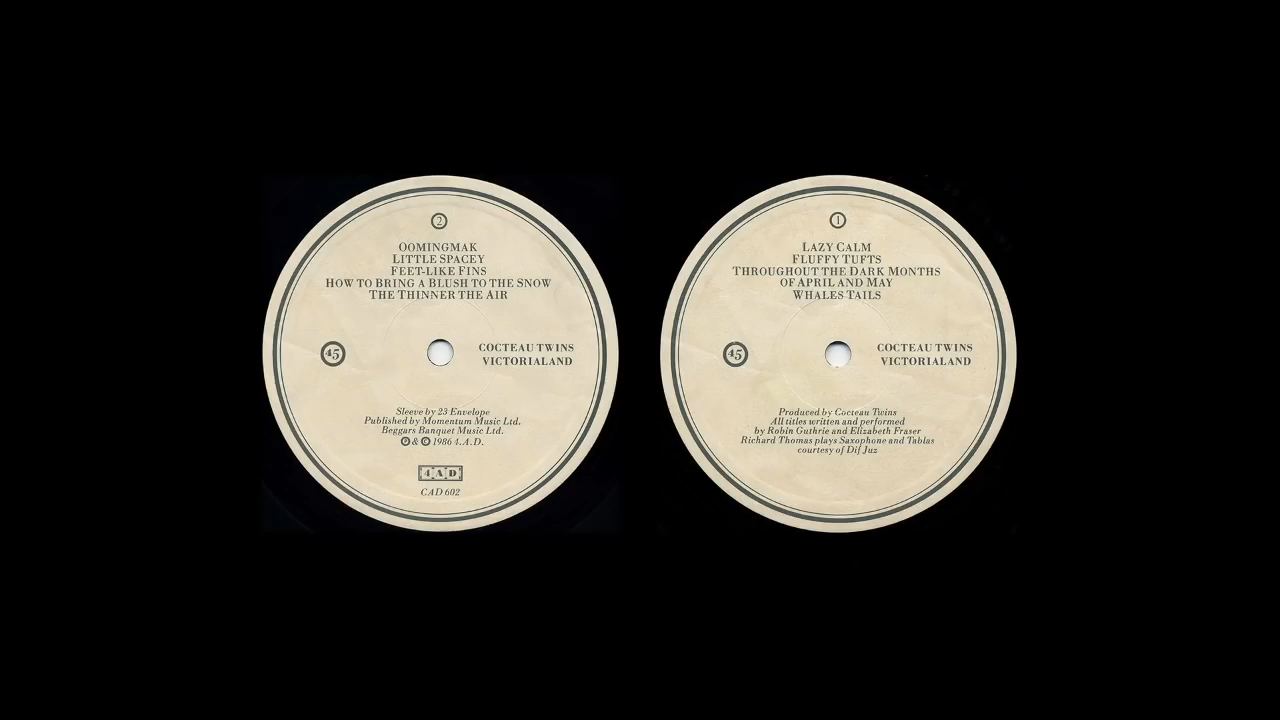 2
OOMINGMAK
LITTLE SPACEY
FEET-LIKE FINS
HOW TO BRING A BLUSH TO THE SNOW
THE THINNER THE AIR
45
COCTEAU TWINS
VICTORIALAND
Sleeve by 23 Envelope
Published by Momentum Music Ltd.
Beggars Banquet Music Ltd.
Ⓟ & © 1986 4.A.D.
4AD
CAD 602
1
LAZY CALM
FLUFFY TUFTS
THROUGHOUT THE DARK MONTHS
OF APRIL AND MAY
WHALES TAILS
45
COCTEAU TWINS
VICTORIALAND
Produced by Cocteau Twins
All titles written and performed
by Robin Guthrie and Elizabeth Fraser
Richard Thomas plays Saxophone and Tablas
courtesy of Dif Juz